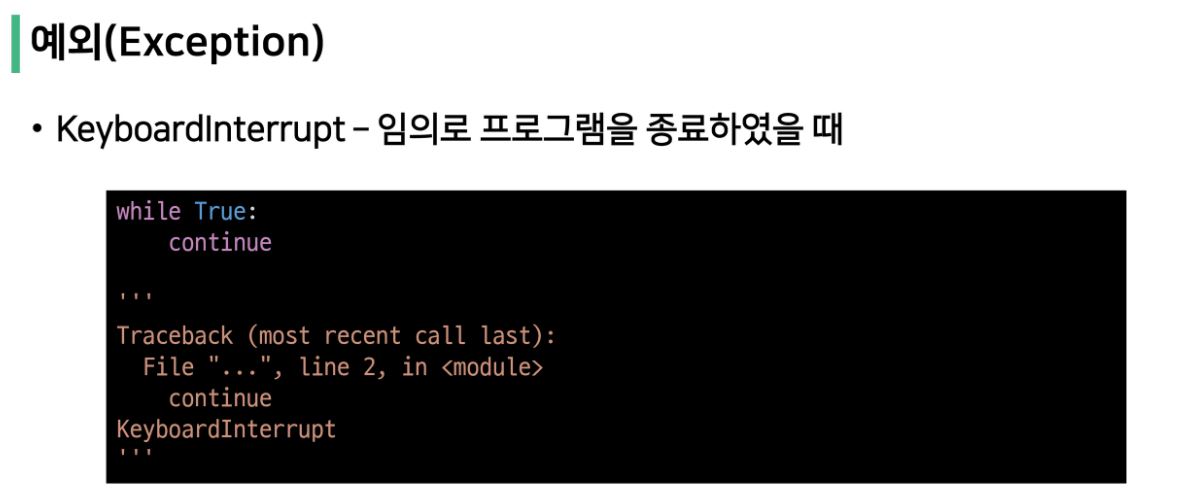 예외(Exception)
• KeyboardInterrupt – 임의로 프로그램을 종료하였을 때
while True:
    continue
'''
Traceback (most recent call last):
  File "...", line 2, in <module>
    continue
KeyboardInterrupt
'''